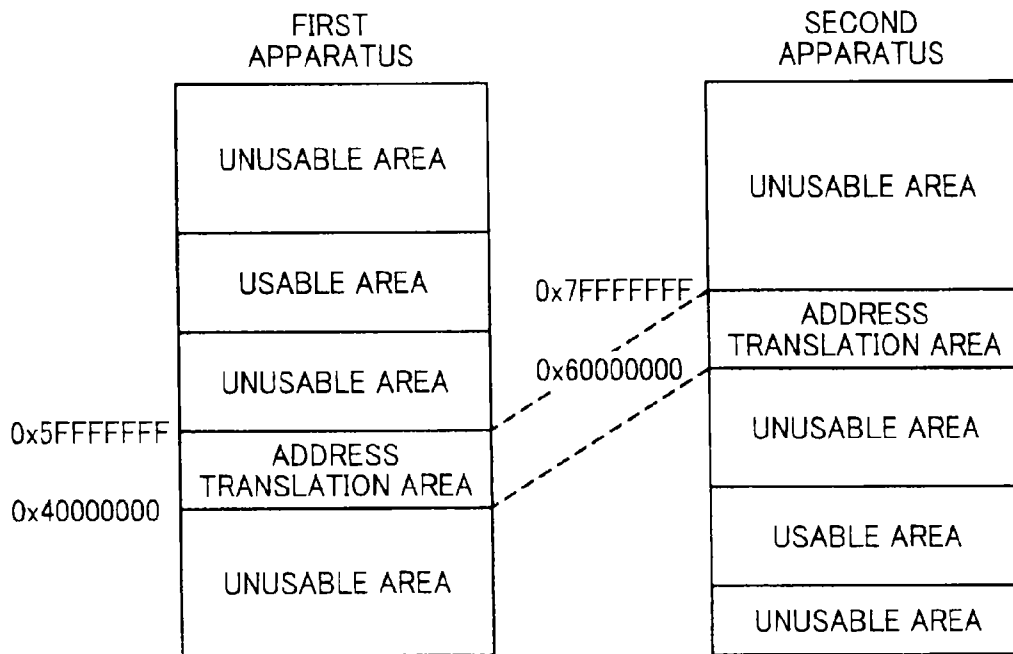 FIRST
APPARATUS
UNUSABLE AREA
USABLE AREA
UNUSABLE AREA
0x5FFFFFFF
ADDRESS
TRANSLATION AREA
0x40000000
UNUSABLE AREA
SECOND
APPARATUS
UNUSABLE AREA
0x7FFFFFFF
ADDRESS
TRANSLATION AREA
0x60000000
UNUSABLE AREA
USABLE AREA
UNUSABLE AREA